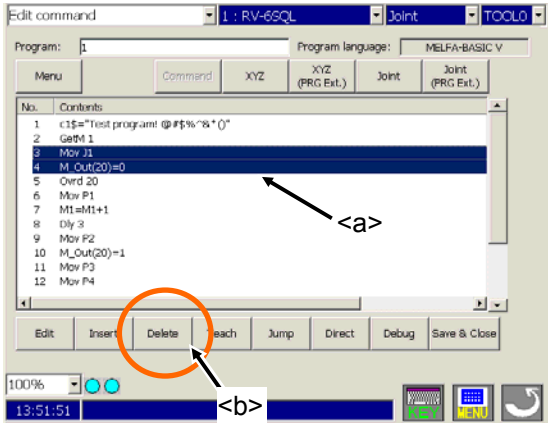 Edit command 1 : RV-6SQL Joint TOOL0
Program: 1 Program language: MELFA-BASIC V
Menu Command XYZ XYZ (PRG Ext.) Joint Joint (PRG Ext.)
No. Contents
1 c1$="Test program! @#$%^&*()"
2 GetM 1
3 Mov J1
4 M_Out(20)=0
5 Ovrd 20
6 Mov P1
7 M1=M1+1
8 Dly 3
9 Mov P2
10 M_Out(20)=1
11 Mov P3
12 Mov P4
<a>
Edit Insert Delete Teach Jump Direct Debug Save & Close
100%
<b>
13:51:51 KEY MENU